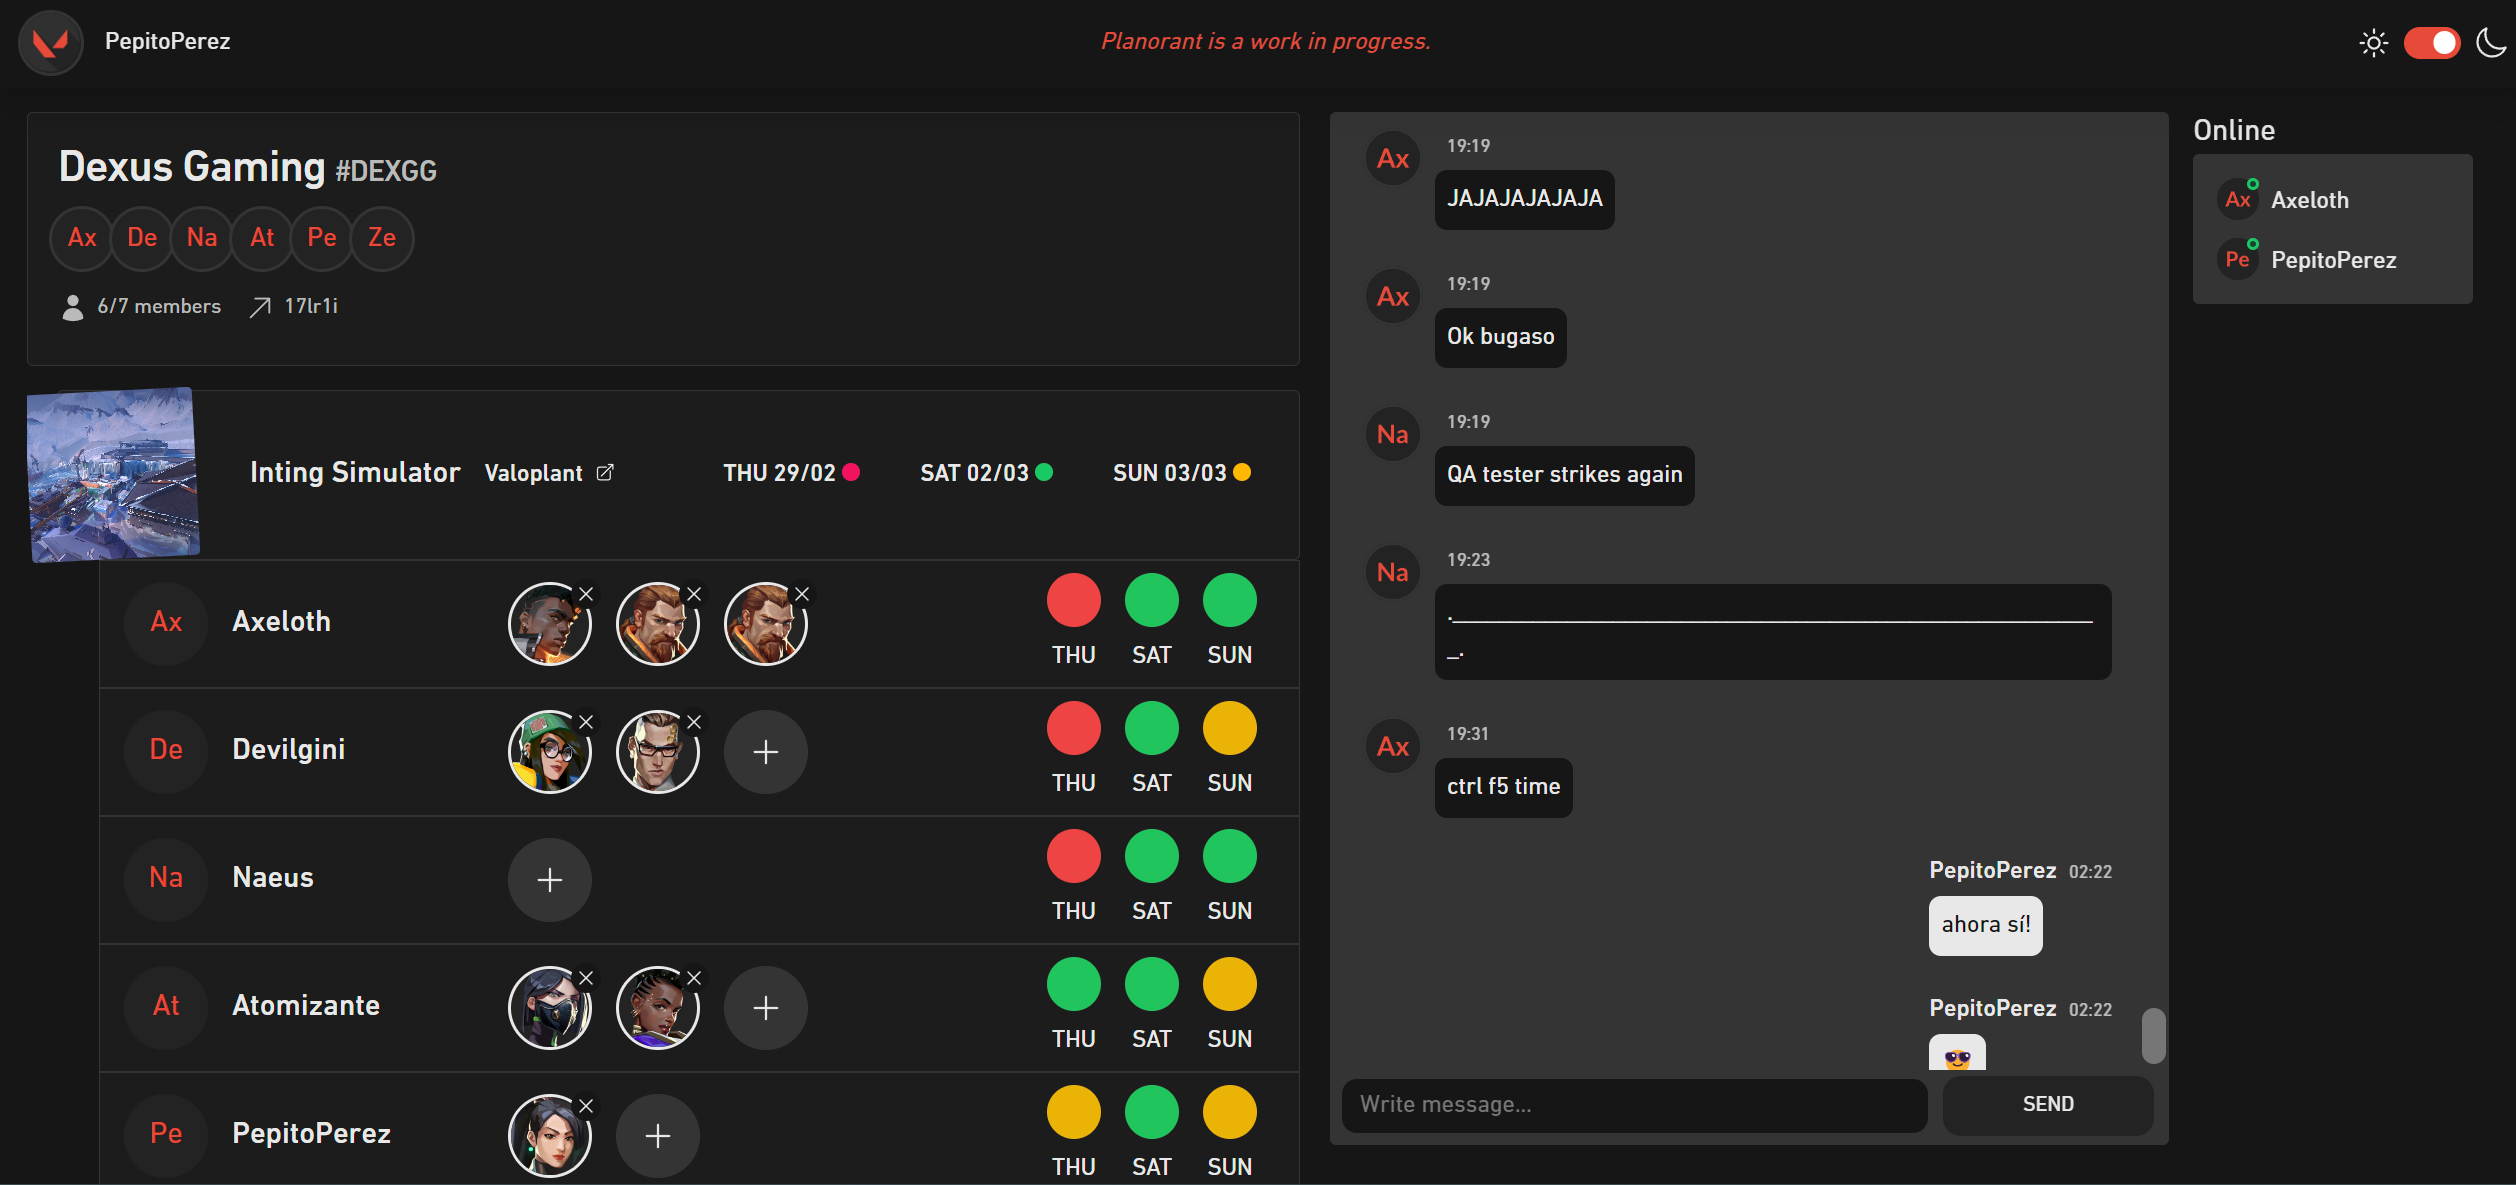 PepitoPerez
Planorant is a work in progress.
Dexus Gaming #DEXGG
Ax De Na At Pe Ze
6/7 members 17lr1i
Inting Simulator Valoplant THU 29/02 SAT 02/03 SUN 03/03
Ax Axeloth
THU SAT SUN
De Devilgini
THU SAT SUN
Na Naeus
THU SAT SUN
At Atomizante
THU SAT SUN
Pe PepitoPerez
THU SAT SUN
Ax 19:19
JAJAJAJAJAJA
Ax 19:19
Ok bugaso
Na 19:19
QA tester strikes again
Na 19:23
.________________________________________________________
_.
Ax 19:31
ctrl f5 time
PepitoPerez 02:22
ahora sí!
PepitoPerez 02:22
😎
Write message...
SEND
Online
Ax Axeloth
Pe PepitoPerez